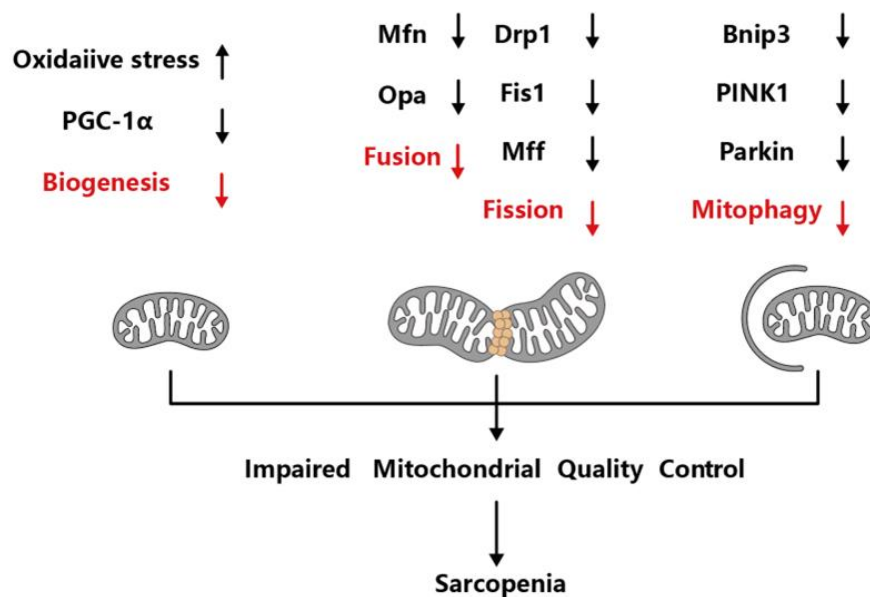 Oxidaiive stress
PGC-1α
Biogenesis
Mfn
Opa
Fusion
Drp1
Fis1
Mff
Fission
Bnip3
PINK1
Parkin
Mitophagy
Impaired Mitochondrial Quality Control
Sarcopenia